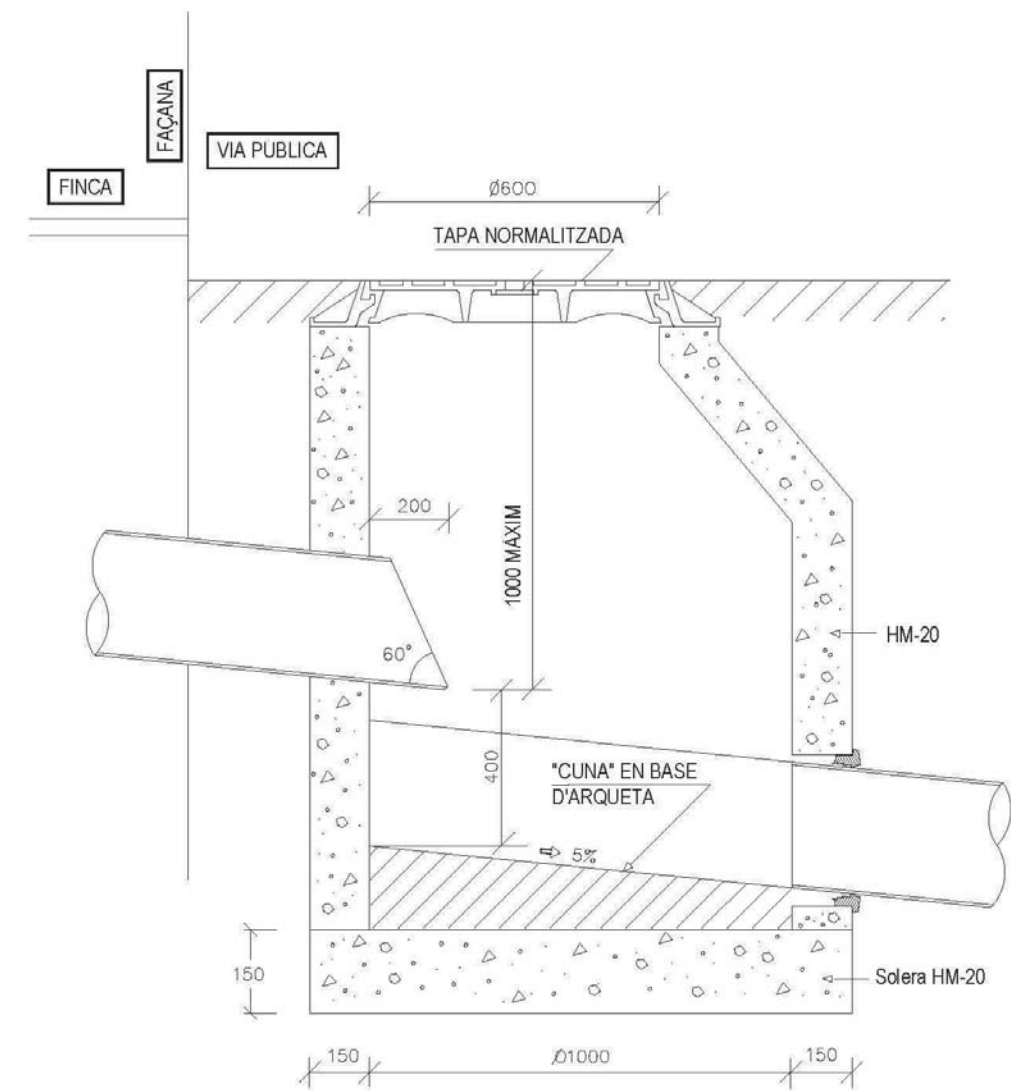 FAÇANA
VIA PUBLICA
FINCA
Ø600
TAPA NORMALITZADA
200
1000 MÀXIM
60°
HM-20
400
"CUNA" EN BASE
D'ARQUETA
5%
150
Solera HM-20
150
Ø1000
150